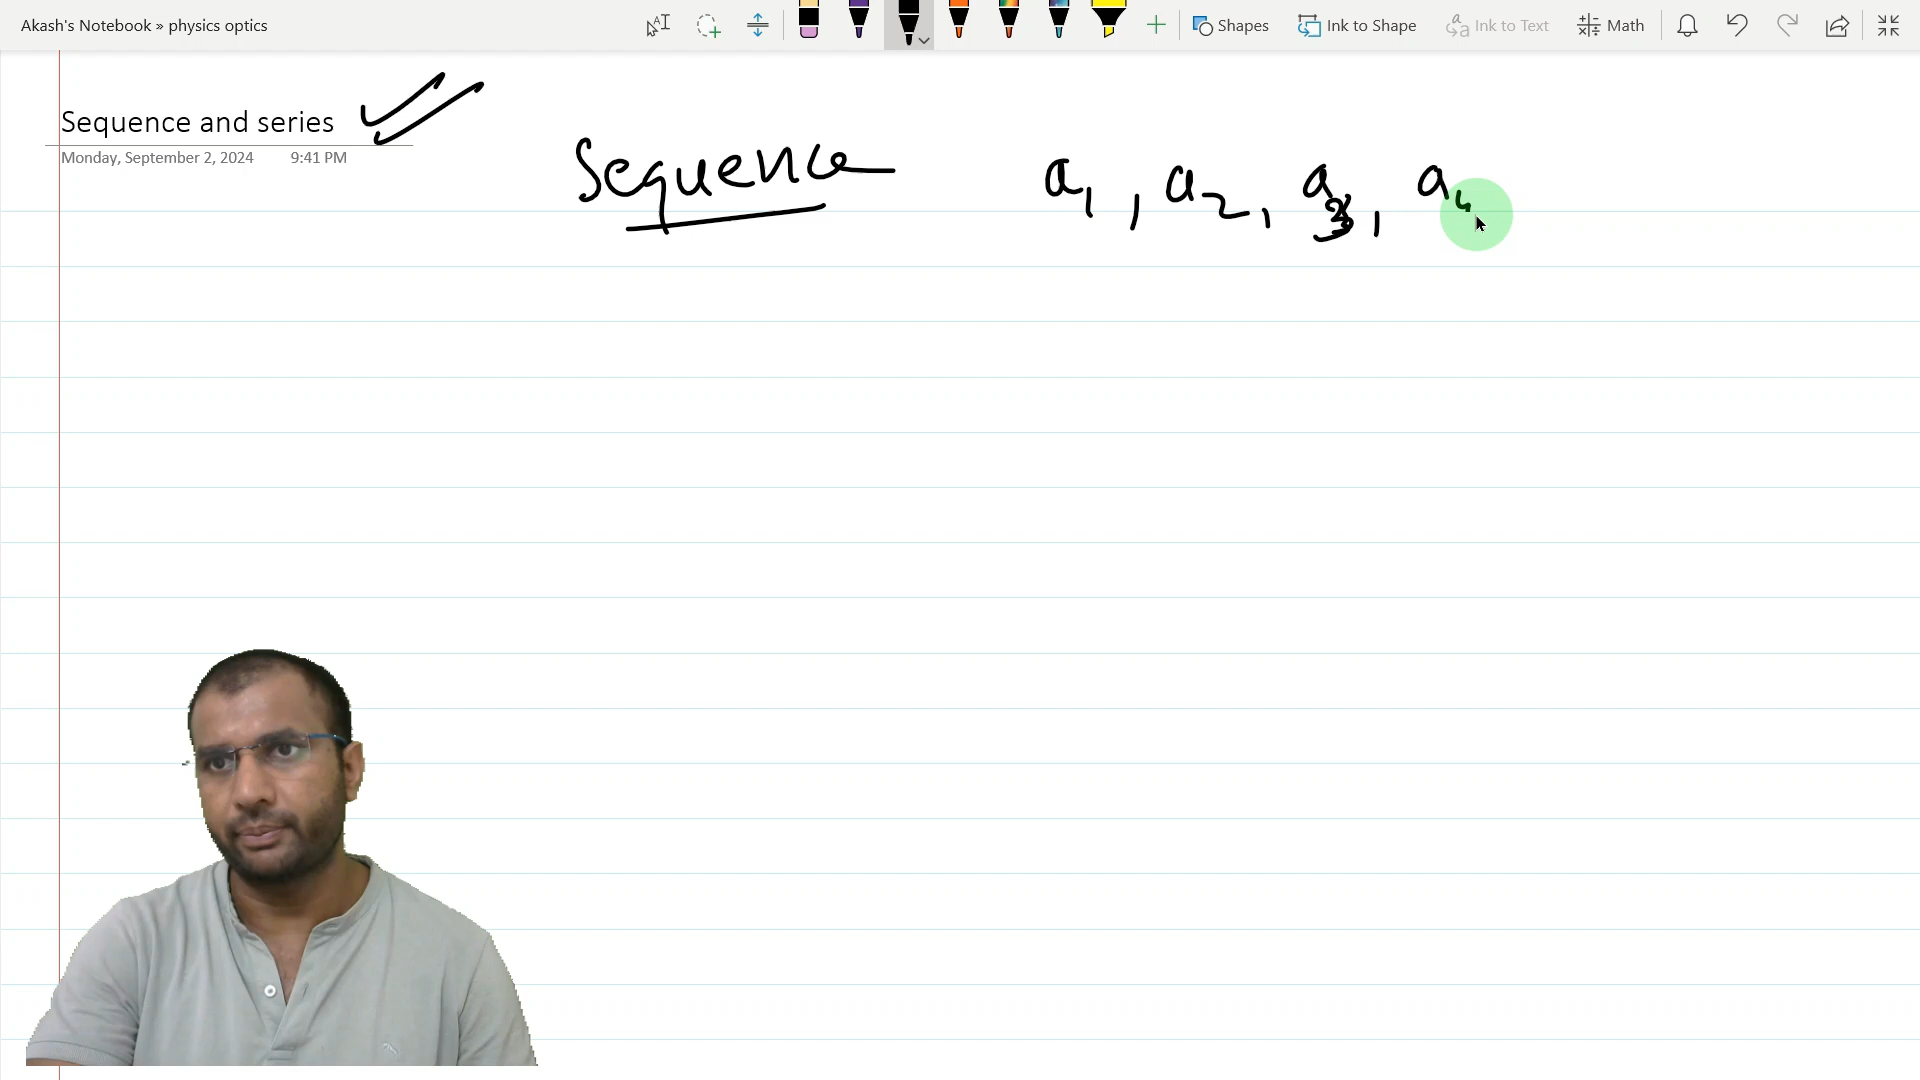 Akash's Notebook » physics optics
Shapes
Ink to Shape
Ink to Text
Math
Sequence and series
Monday, September 2, 2024 9:41 PM
Sequence a₁, a₂, a₃, a₄